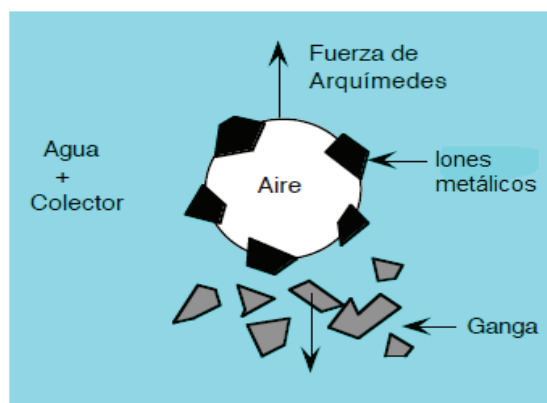 Fuerza de
Arquímedes
Agua
+
Colector
Aire
Iones
metálicos
Ganga